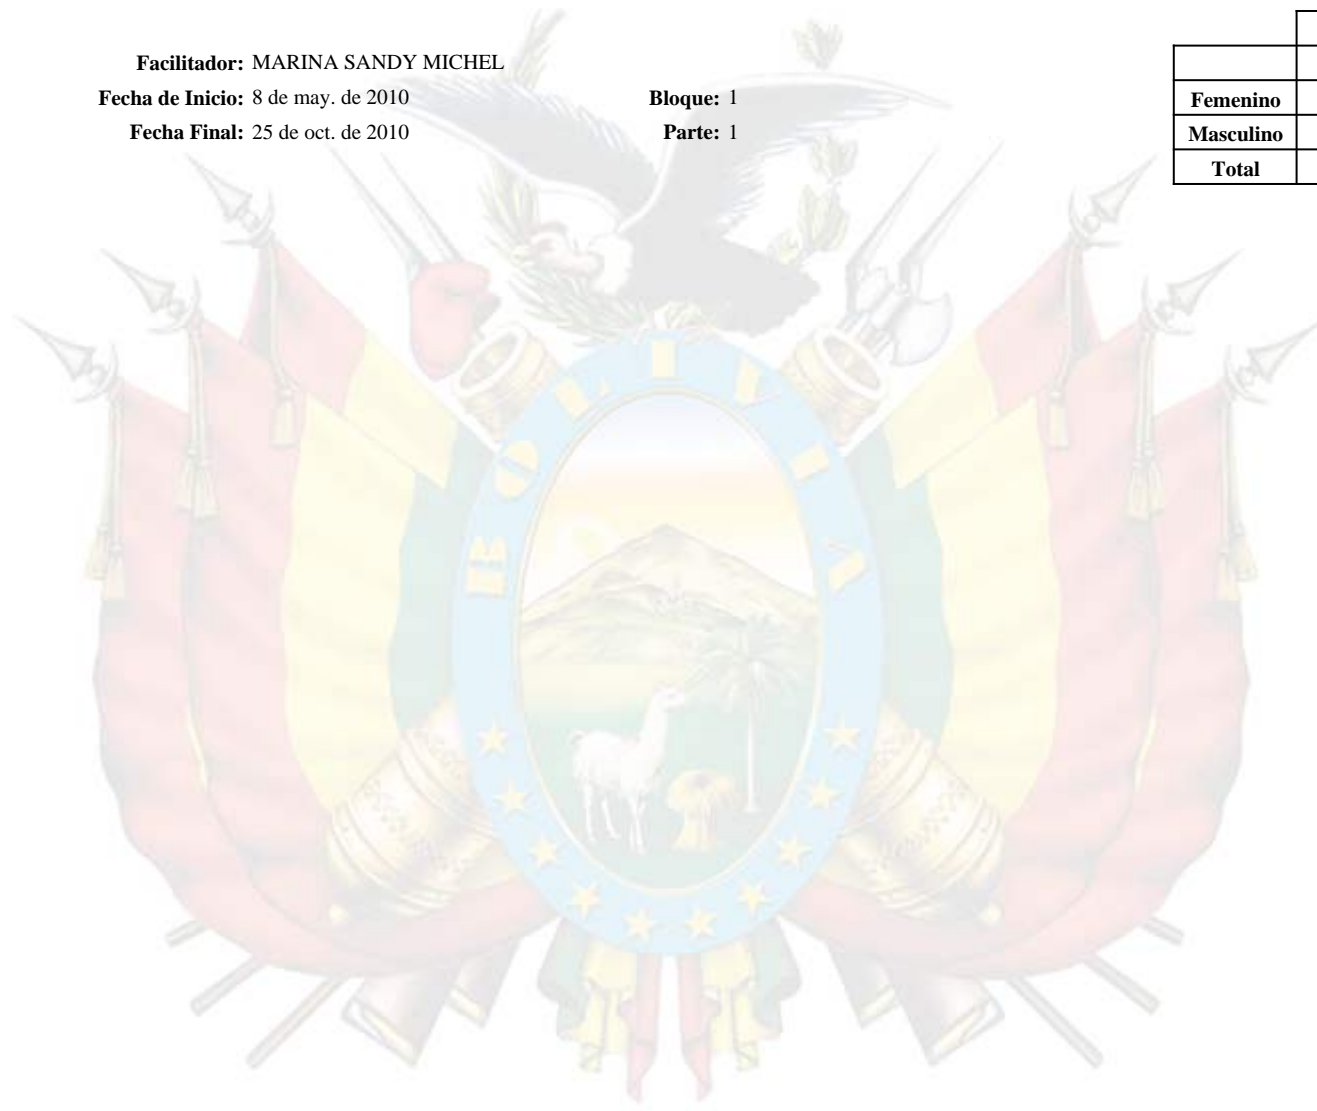 Facilitador: MARINA SANDY MICHEL
Fecha de Inicio: 8 de may. de 2010 Bloque: 1
Fecha Final: 25 de oct. de 2010 Parte: 1
Femenino
Masculino
Total
BOLIVIA